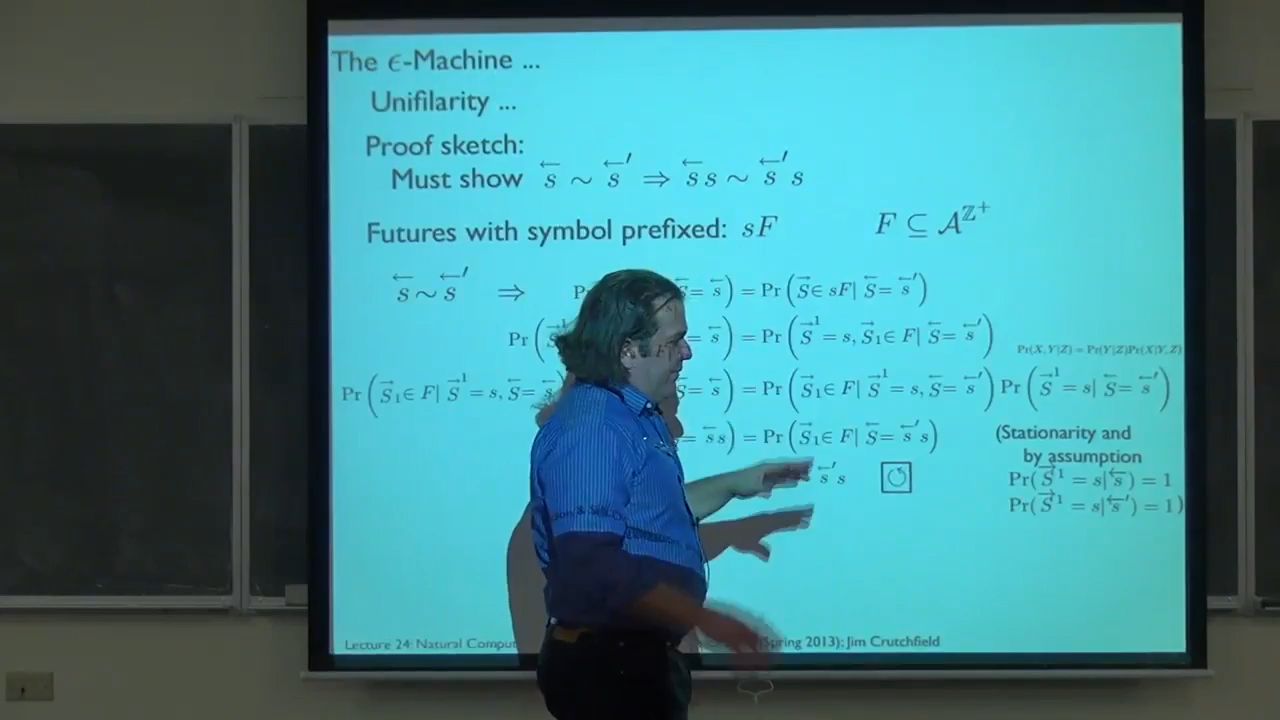 The ϵ-Machine ...
Unifilarity ...
Proof sketch:
Must show ←s ∼ ←s′ ⇒ ←s s ∼ ←s′ s
Futures with symbol prefixed: sF F ⊆ 𝒜^ℤ⁺
←s ∼ ←s′ ⇒ = ←s) = Pr(→S ∈ sF| ←S = ←s′)
Pr(→S¹ = ←s) = Pr(→S¹ = s, →S₁ ∈ F| ←S = ←s′)
Pr(X,Y|Z) = Pr(Y|Z)Pr(X|Y,Z)
Pr(→S₁ ∈ F| →S¹ = s, ←S = ←s = ←s) = Pr(→S₁ ∈ F| →S¹ = s, ←S = ←s′) Pr(→S¹ = s| ←S = ←s′)
= ←s s) = Pr(→S₁ ∈ F| ←S = ←s′ s)
(Stationarity and
by assumption
←s′ s
Pr(→S¹ = s|←s) = 1
Pr(→S¹ = s|←s′) = 1)
Lecture 24: Natural (Spring 2013); Jim Crutchfield